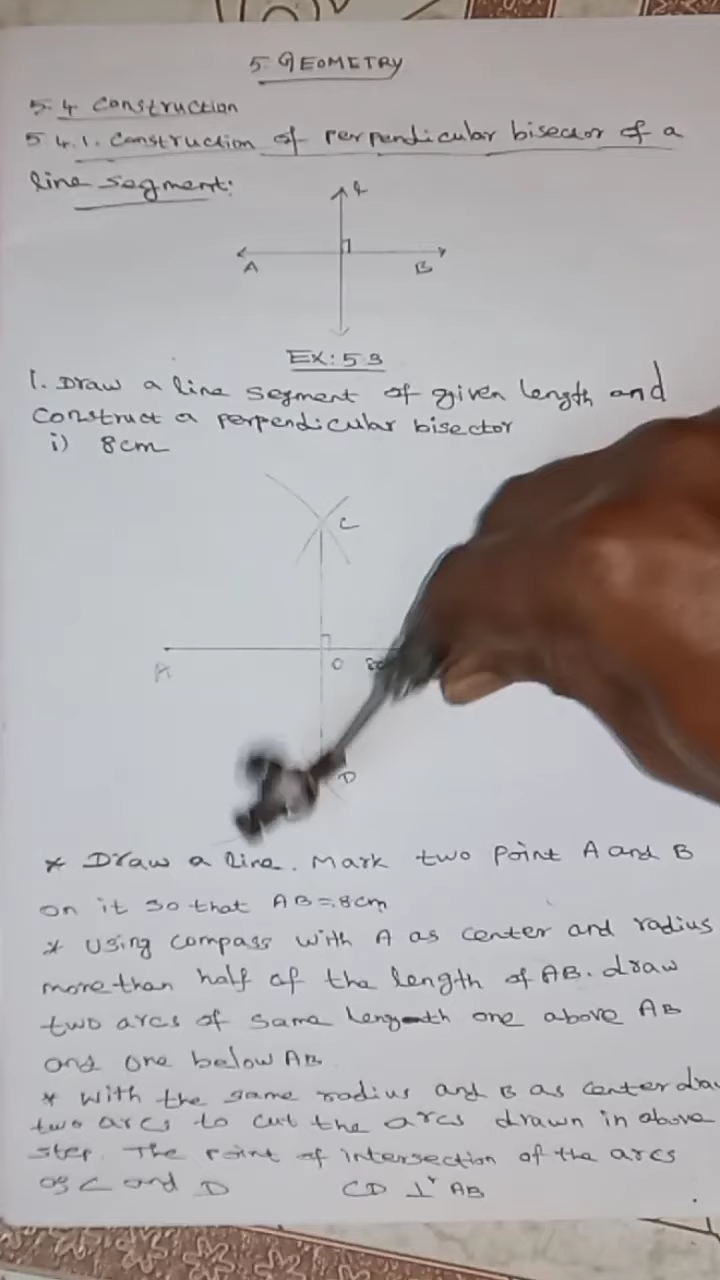 5. GEOMETRY
5.4 Construction
5.4.1. Construction of perpendicular bisector of a
line segment:
l
A B
EX: 5.3
1. Draw a line segment of given length and
construct a perpendicular bisector
i) 8cm
C
A O
D
* Draw a line. Mark two point A and B
on it so that AB = 8cm
* Using compass with A as center and radius
more than half of the length of AB. draw
two arcs of same length one above AB
and one below AB
* With the same radius and B as center
two arcs to cut the arcs drawn in above
step. The point of intersection of the arcs
as C and D CD ⊥r AB